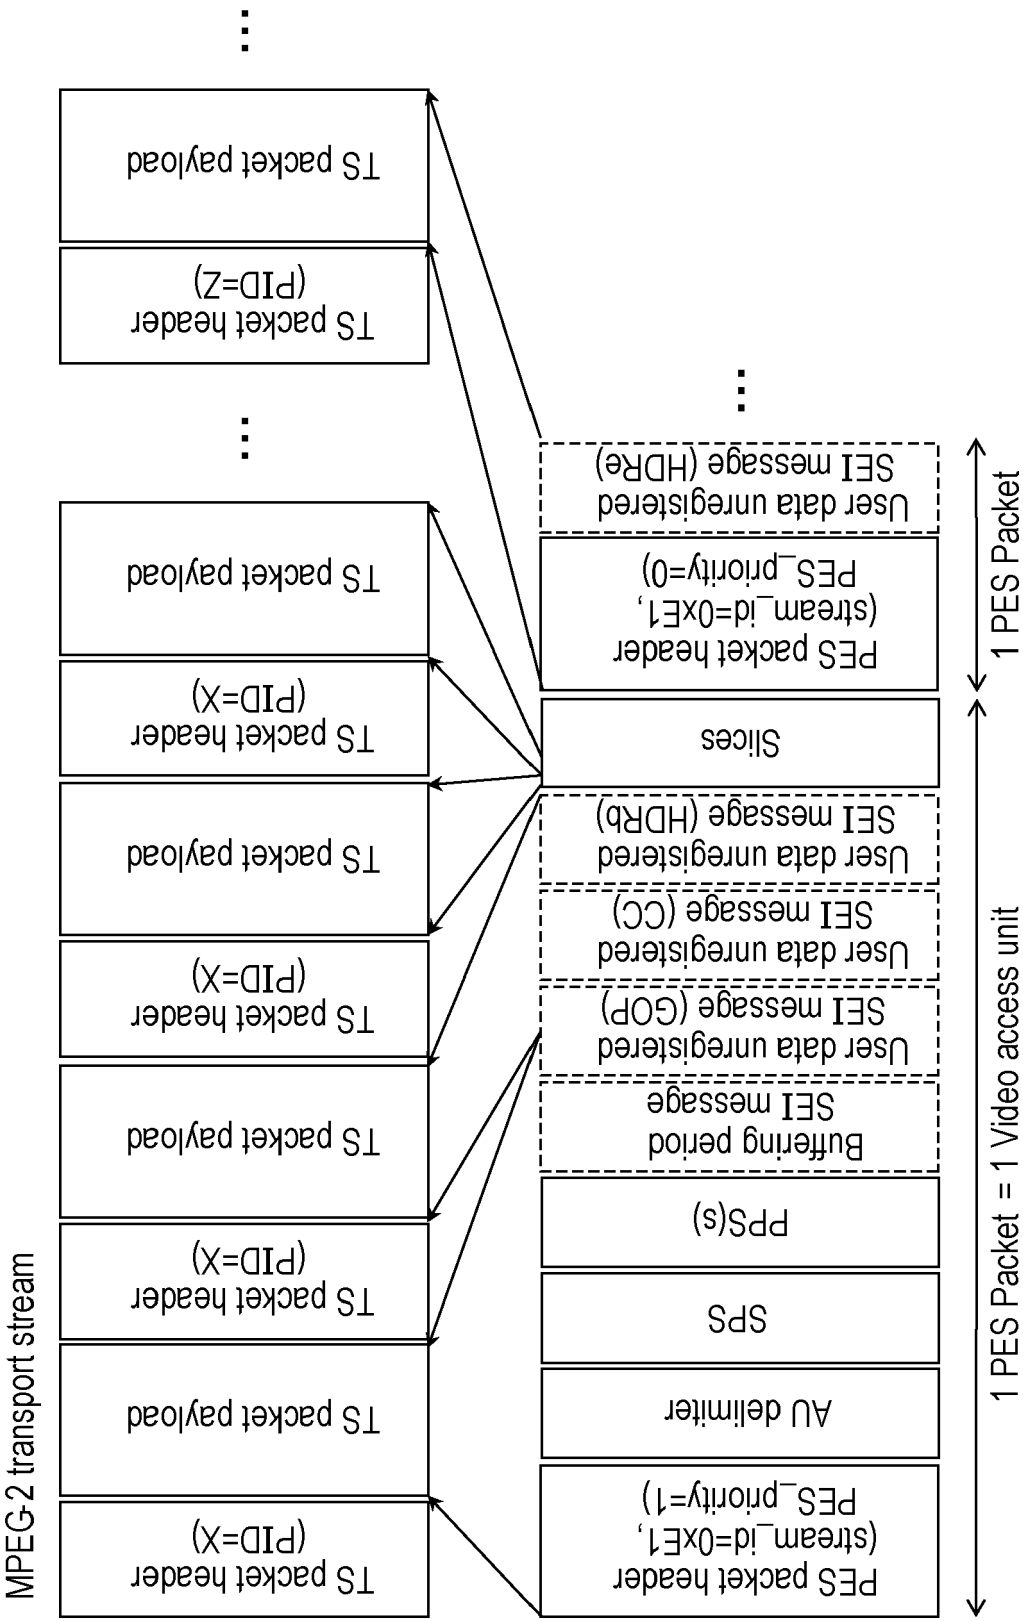 MPEG-2 transport stream
TS packet header
(PID=X)
TS packet payload
TS packet header
(PID=X)
TS packet payload
TS packet header
(PID=X)
TS packet payload
TS packet header
(PID=X)
TS packet payload
...
TS packet header
(PID=Z)
TS packet payload
...
PES packet header
(stream_id=0xE1,
PES_priority=1)
AU delimiter
SPS
PPS(s)
Buffering period
SEI message
User data unregistered
SEI message (GOP)
User data unregistered
SEI message (CC)
User data unregistered
SEI message (HDRb)
Slices
PES packet header
(stream_id=0xE1,
PES_priority=0)
User data unregistered
SEI message (HDRe)
...
1 PES Packet = 1 Video access unit
1 PES Packet